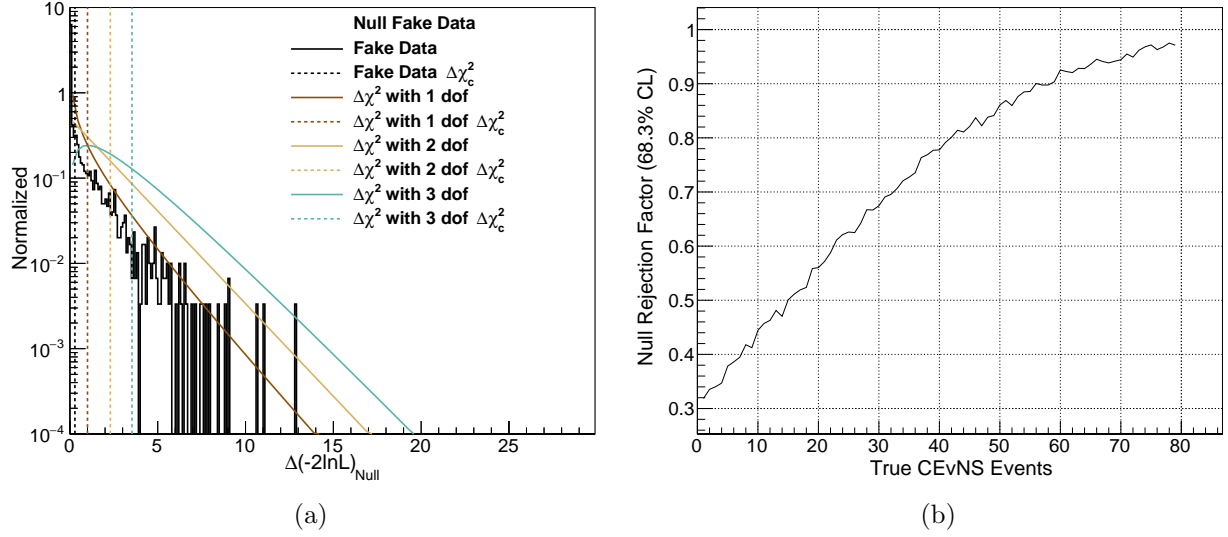 Null Fake Data
Fake Data
Fake Data Δχ²c
Δχ² with 1 dof
Δχ² with 1 dof Δχ²c
Δχ² with 2 dof
Δχ² with 2 dof Δχ²c
Δχ² with 3 dof
Δχ² with 3 dof Δχ²c
Normalized
10
1
10⁻¹
10⁻²
10⁻³
10⁻⁴
0 5 10 15 20 25
Δ(-2lnL)Null
(a)
Null Rejection Factor (68.3% CL)
1
0.9
0.8
0.7
0.6
0.5
0.4
0.3
0 10 20 30 40 50 60 70 80
True CEvNS Events
(b)